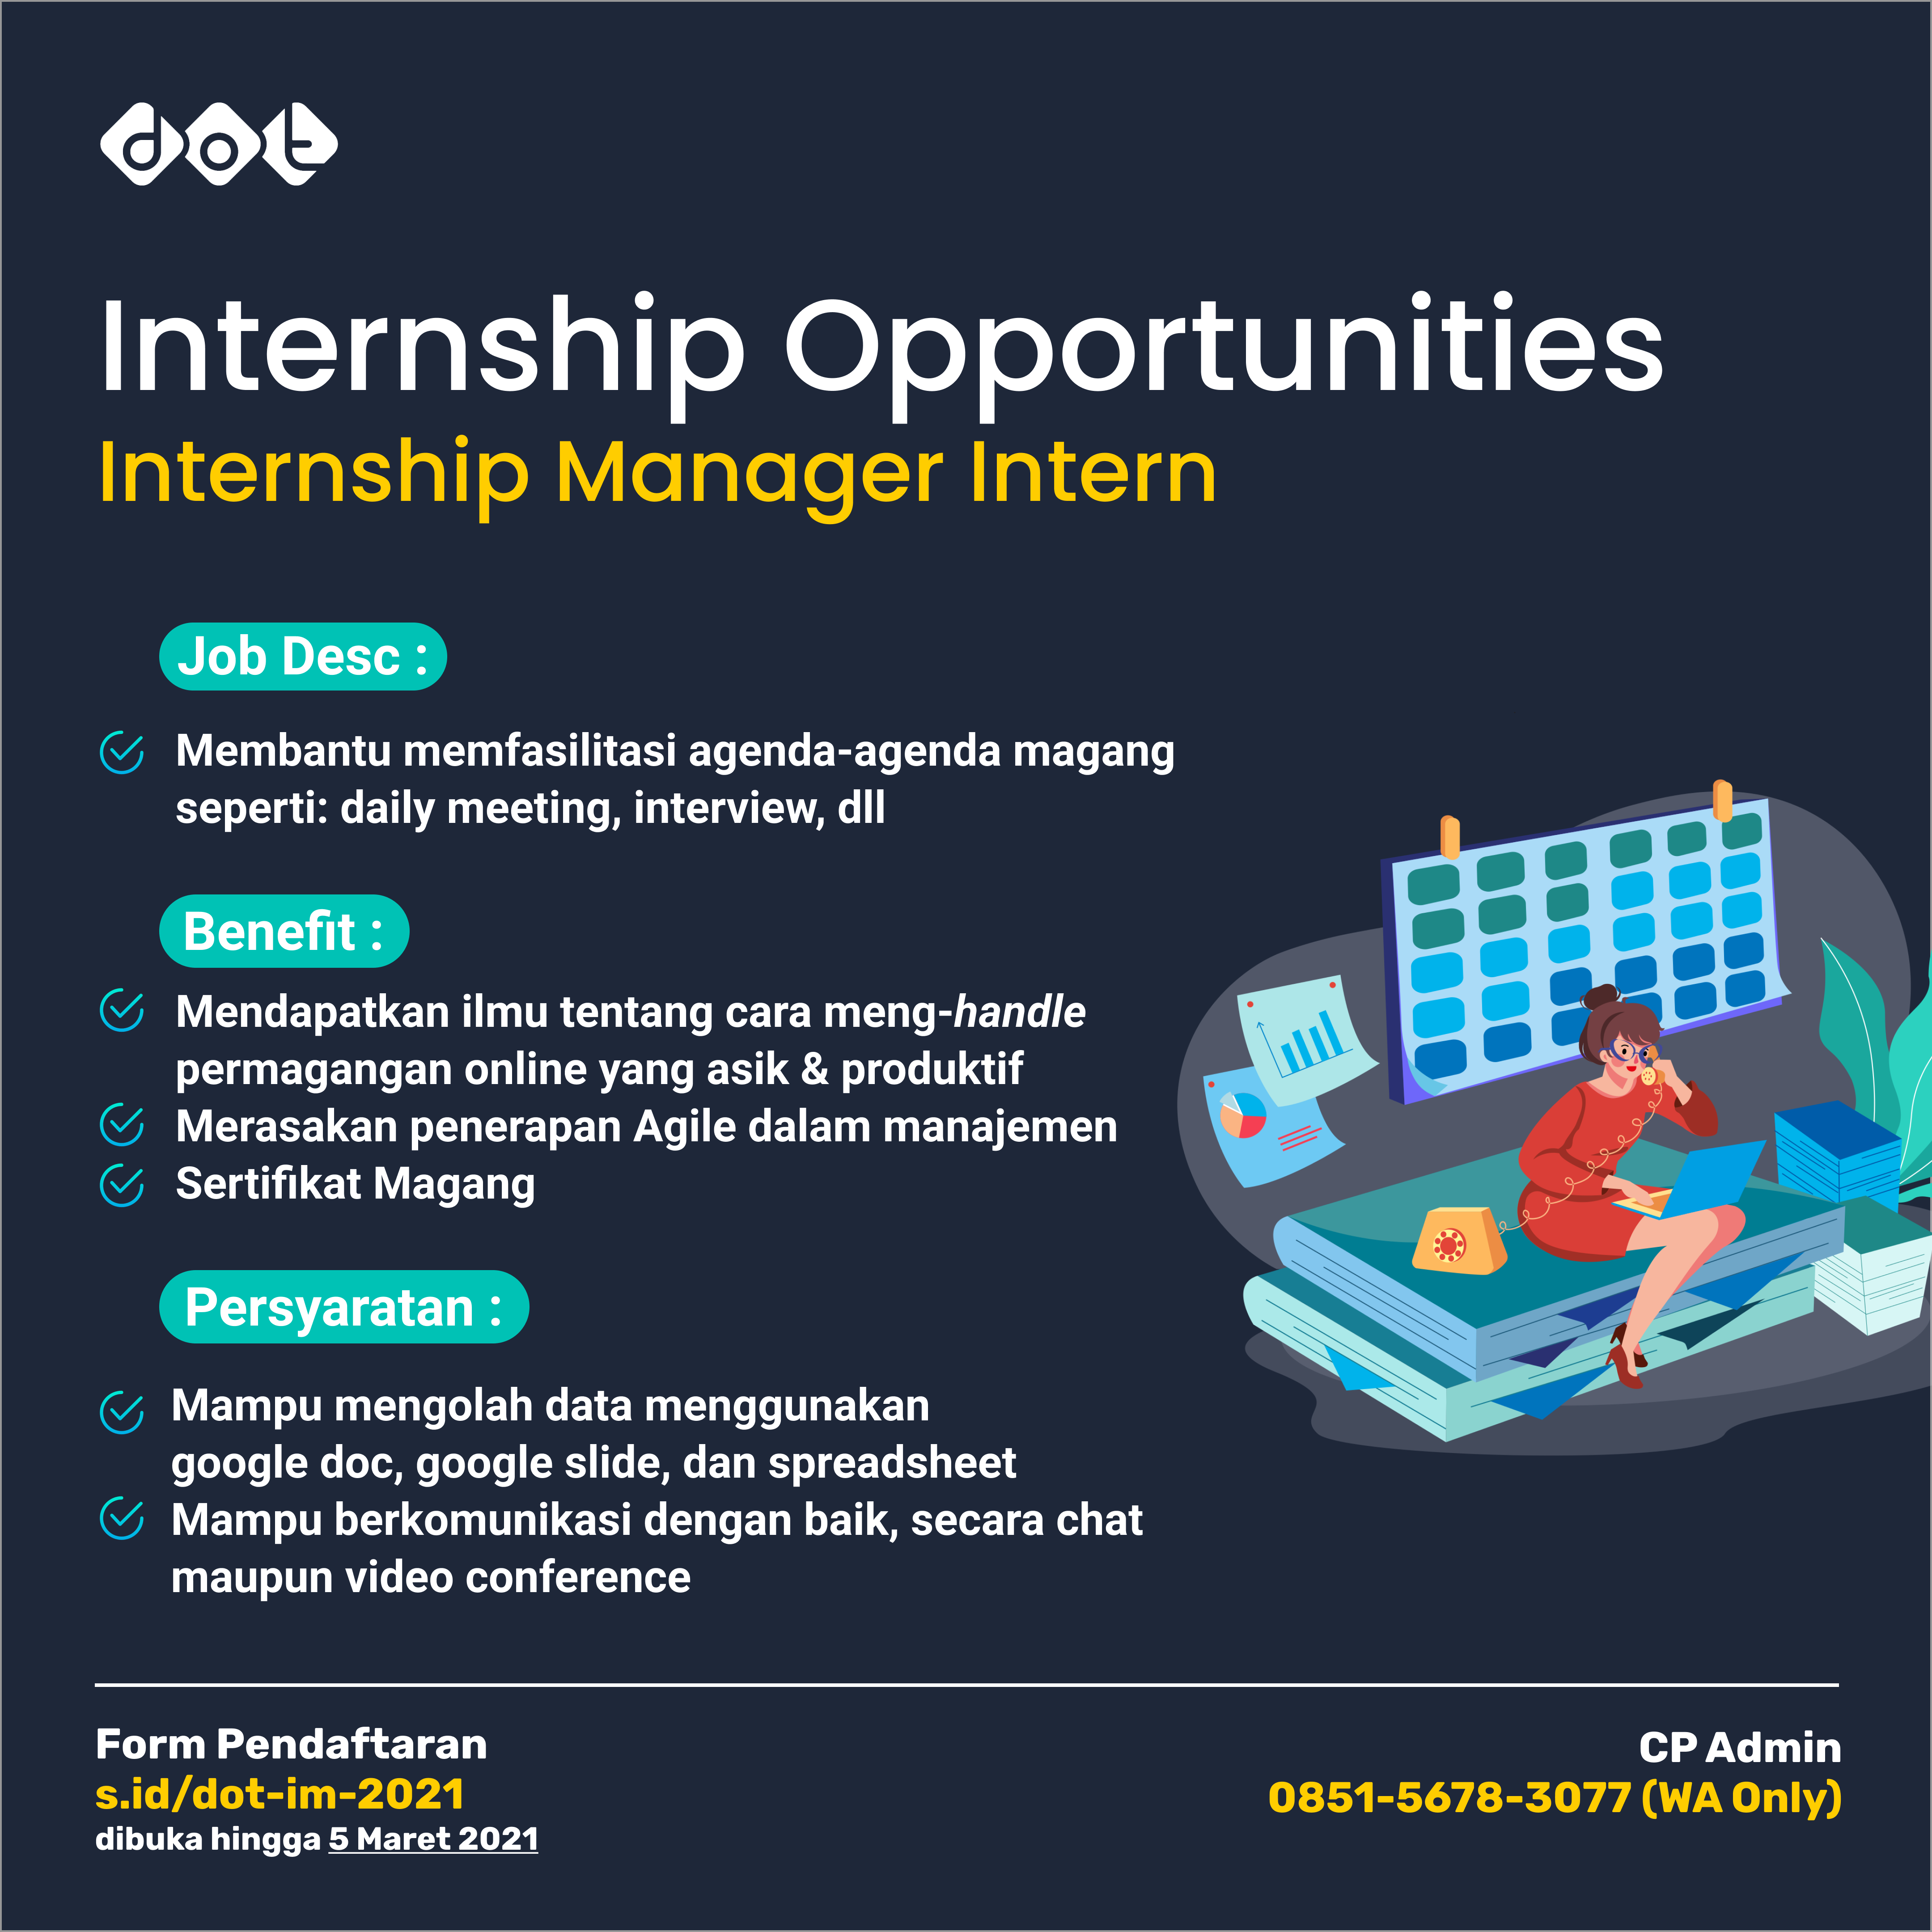 dot
Internship Opportunities
Internship Manager Intern
Job Desc :
Membantu memfasilitasi agenda-agenda magang
seperti: daily meeting, interview, dll
Benefit :
Mendapatkan ilmu tentang cara meng-handle
permagangan online yang asik & produktif
Merasakan penerapan Agile dalam manajemen
Sertifikat Magang
Persyaratan :
Mampu mengolah data menggunakan
google doc, google slide, dan spreadsheet
Mampu berkomunikasi dengan baik, secara chat
maupun video conference
Form Pendaftaran
s.id/dot-im-2021
dibuka hingga 5 Maret 2021
CP Admin
0851-5678-3077 (WA Only)